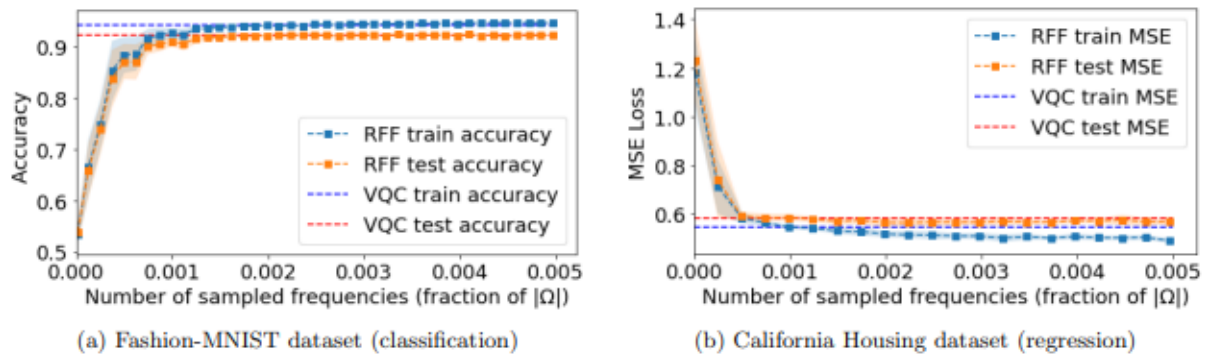 0.9
0.8
0.7
0.6
0.5
Accuracy
RFF train accuracy
RFF test accuracy
VQC train accuracy
VQC test accuracy
0.000 0.001 0.002 0.003 0.004 0.005
Number of sampled frequencies (fraction of |Ω|)
(a) Fashion-MNIST dataset (classification)
1.4
1.2
1.0
0.8
0.6
MSE Loss
RFF train MSE
RFF test MSE
VQC train MSE
VQC test MSE
0.000 0.001 0.002 0.003 0.004 0.005
Number of sampled frequencies (fraction of |Ω|)
(b) California Housing dataset (regression)